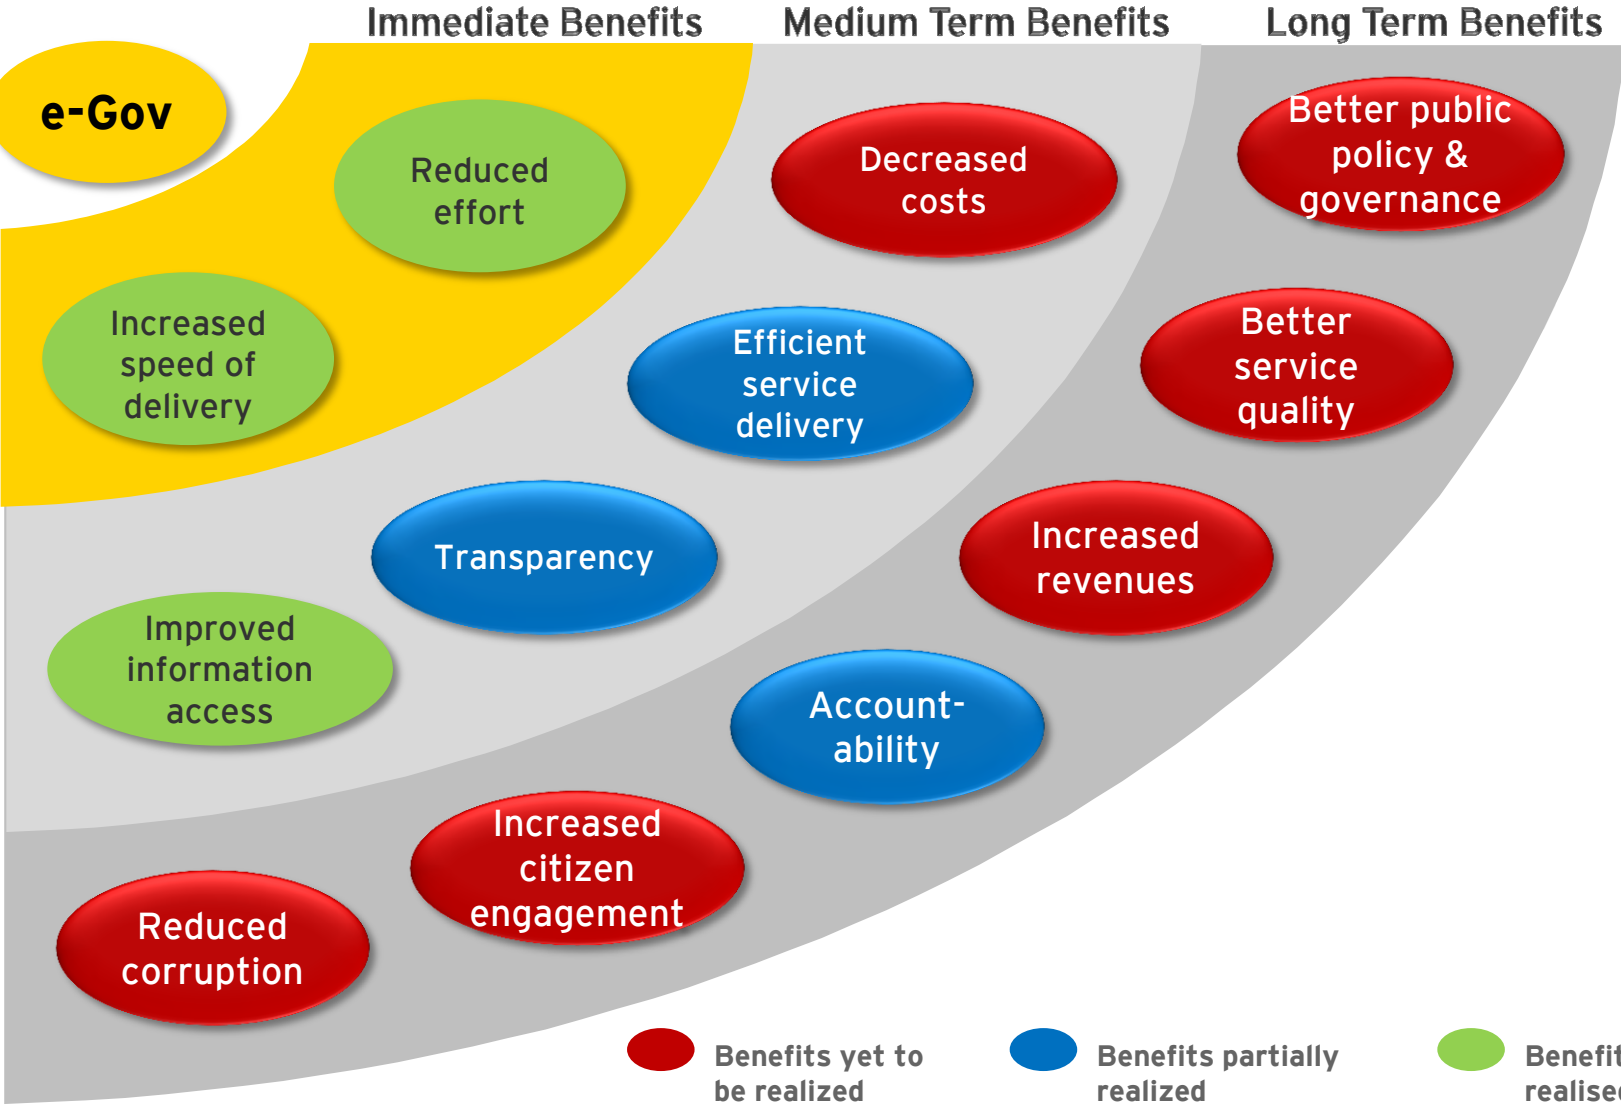 Immediate Benefits
Medium Term Benefits
Long Term Benefits
e-Gov
Reduced
effort
Increased
speed of
delivery
Decreased
costs
Efficient
service
delivery
Transparency
Improved
information
access
Better public
policy &
governance
Better
service
quality
Increased
revenues
Account-
ability
Increased
citizen
engagement
Reduced
corruption
Benefits yet to
be realized
Benefits partially
realized